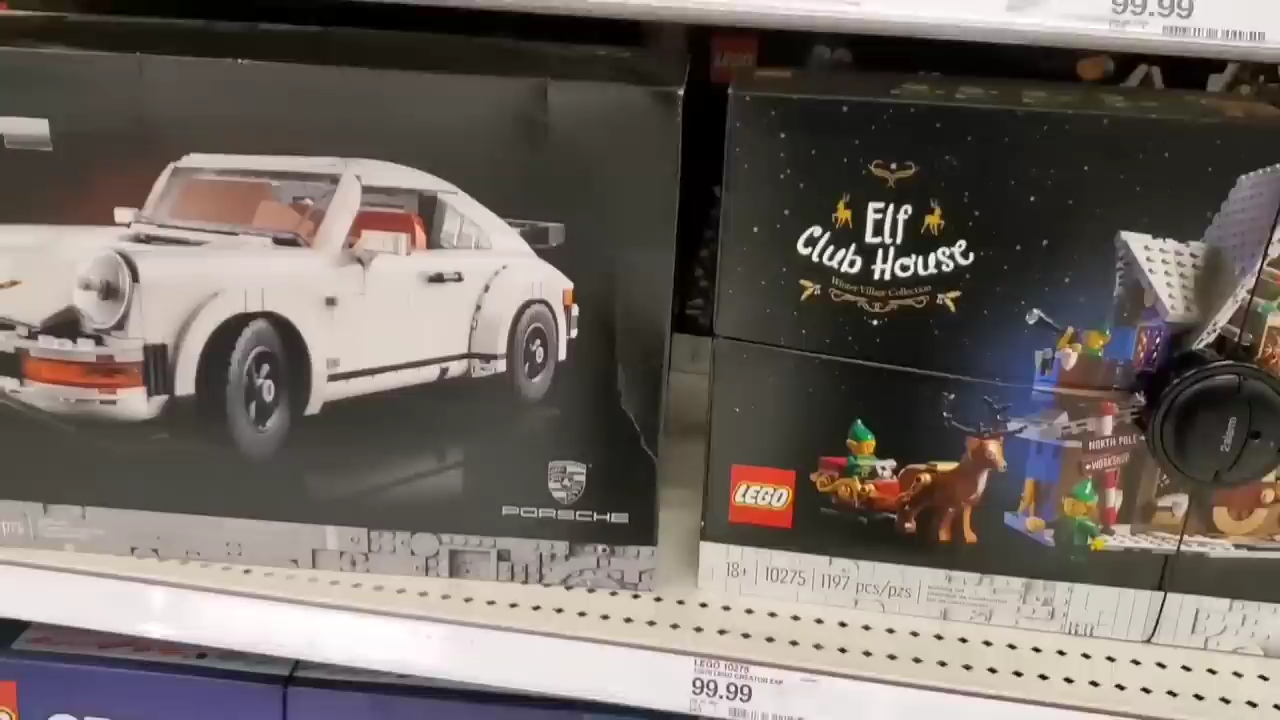 99.99
LEGO
Elf
Club House
Winter Village Collection
NORTH POLE
WORKSHOP
LEGO
PORSCHE
18+ 10275 1197 pcs/pzs
LEGO 10275
99.99